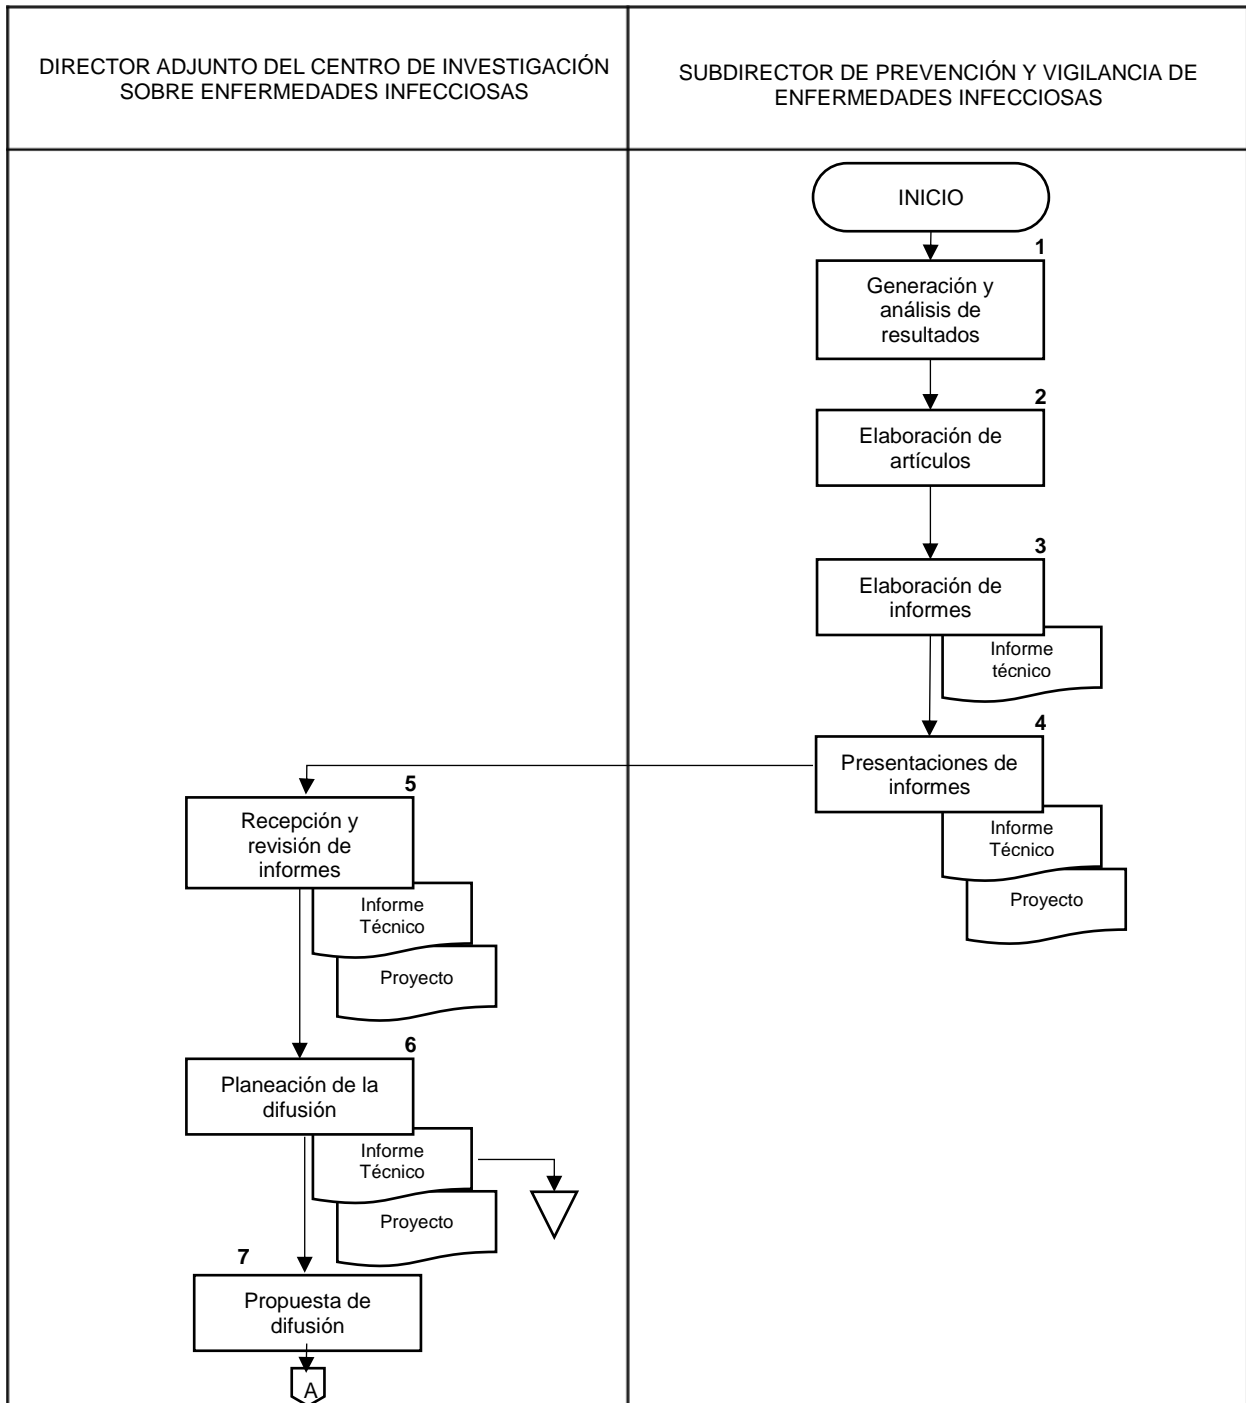 DIRECTOR ADJUNTO DEL CENTRO DE INVESTIGACIÓN
SOBRE ENFERMEDADES INFECCIOSAS
SUBDIRECTOR DE PREVENCIÓN Y VIGILANCIA DE
ENFERMEDADES INFECCIOSAS
INICIO
1
Generación y
análisis de
resultados
2
Elaboración de
artículos
3
Elaboración de
informes
Informe
técnico
4
Presentaciones de
informes
Informe
Técnico
Proyecto
5
Recepción y
revisión de
informes
Informe
Técnico
Proyecto
6
Planeación de la
difusión
Informe
Técnico
Proyecto
7
Propuesta de
difusión
A